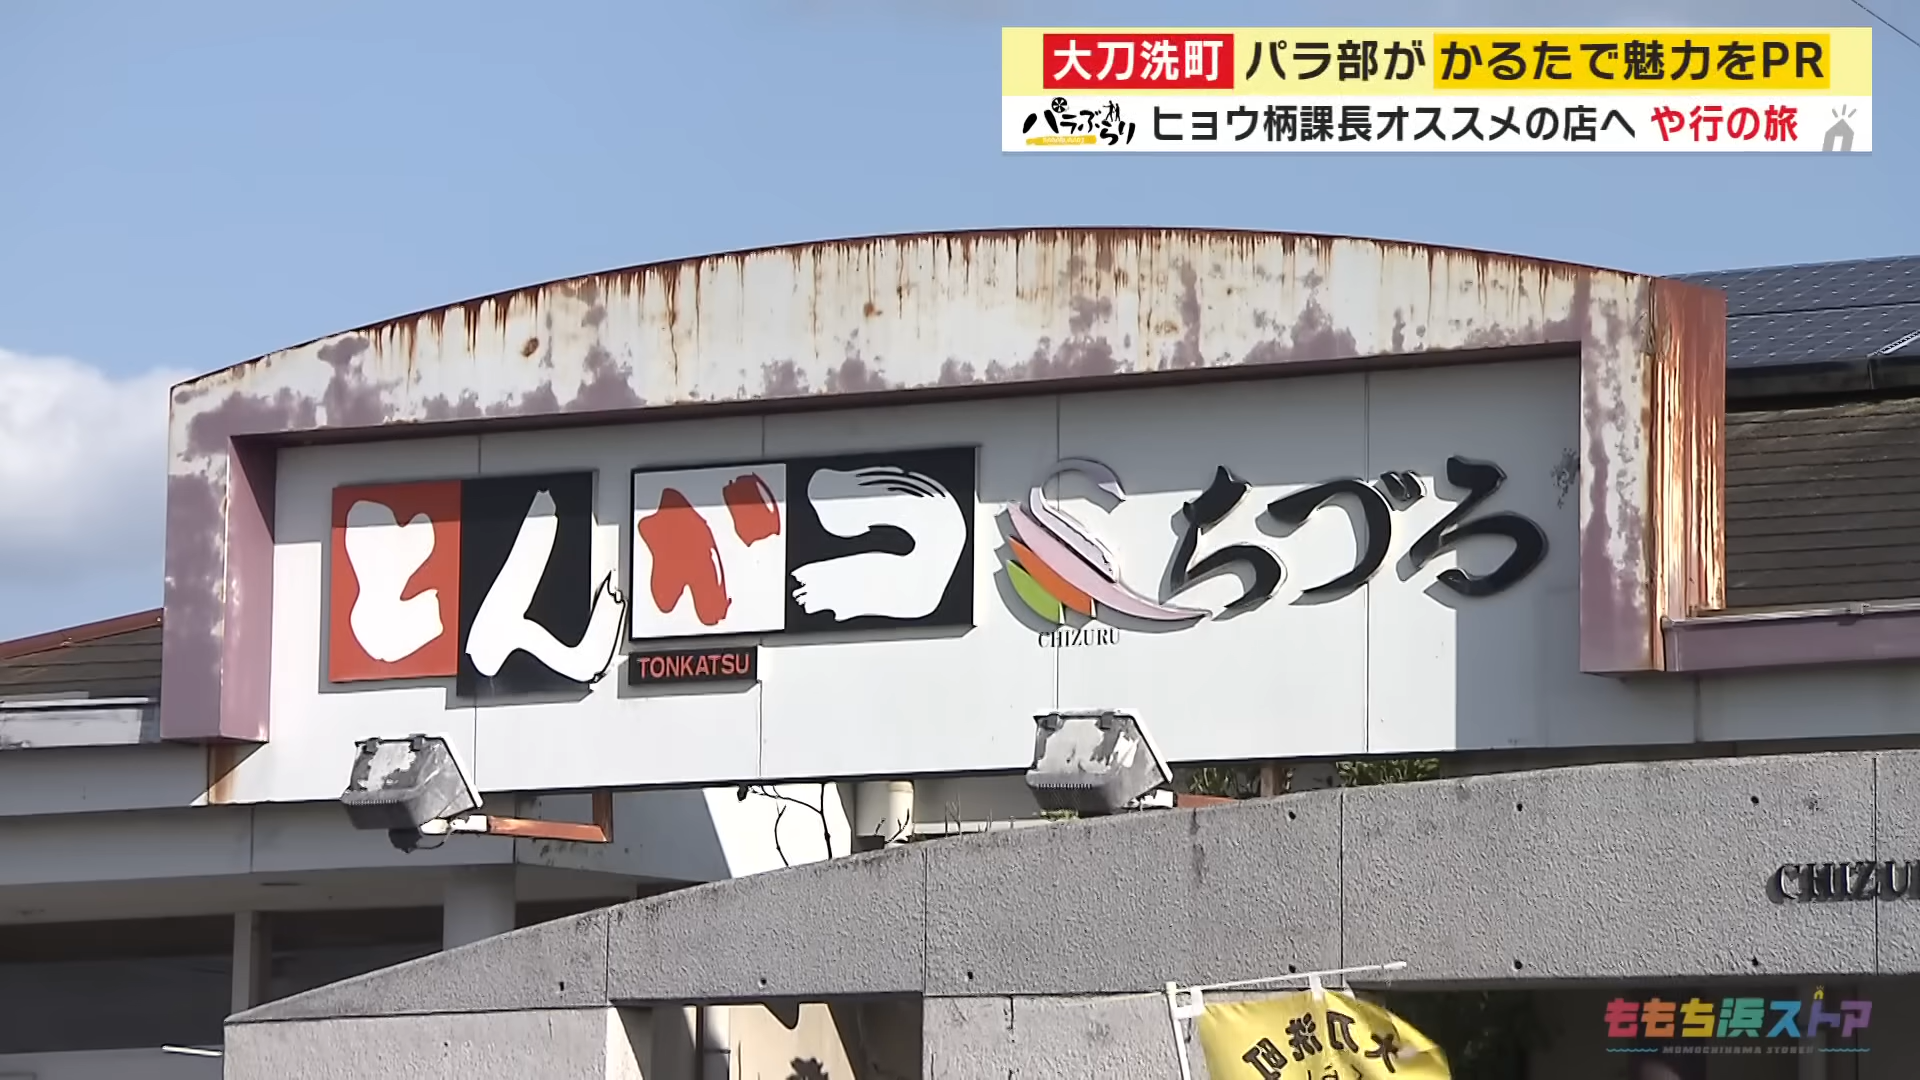 大刀洗町 パラ部が かるたで魅力をPR
パラぶらり ヒョウ柄課長オススメの店へ や行の旅
とんかつ ちづる
CHIZURU
TONKATSU
大刀洗町
ももち浜ストア
MOMOCHIHAMA STORE